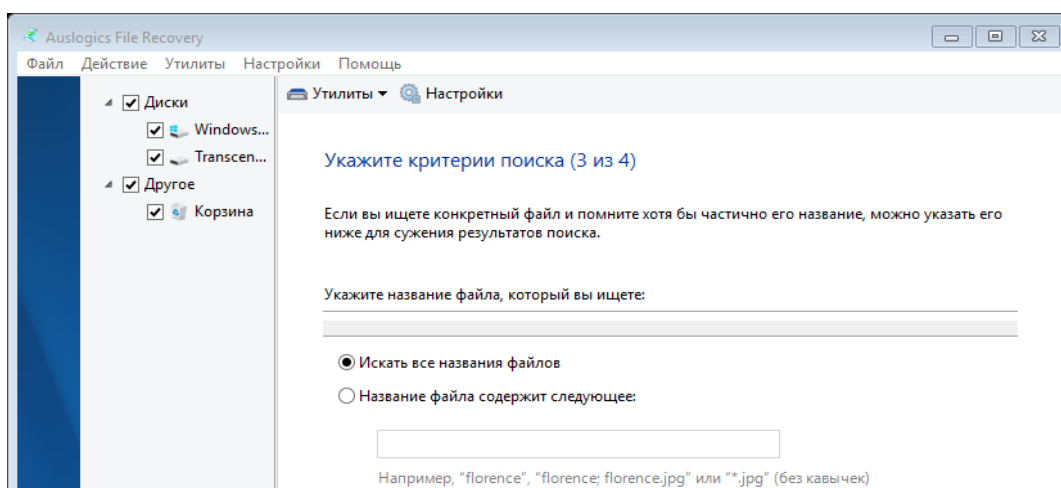 Auslogics File Recovery
Файл Действие Утилиты Настройки Помощь
Диски
Windows...
Transcen...
Другое
Корзина
Утилиты Настройки
Укажите критерии поиска (3 из 4)
Если вы ищете конкретный файл и помните хотя бы частично его название, можно указать его
ниже для сужения результатов поиска.
Укажите название файла, который вы ищете:
Искать все названия файлов
Название файла содержит следующее:
Например, "florence", "florence; florence.jpg" или "*.jpg" (без кавычек)